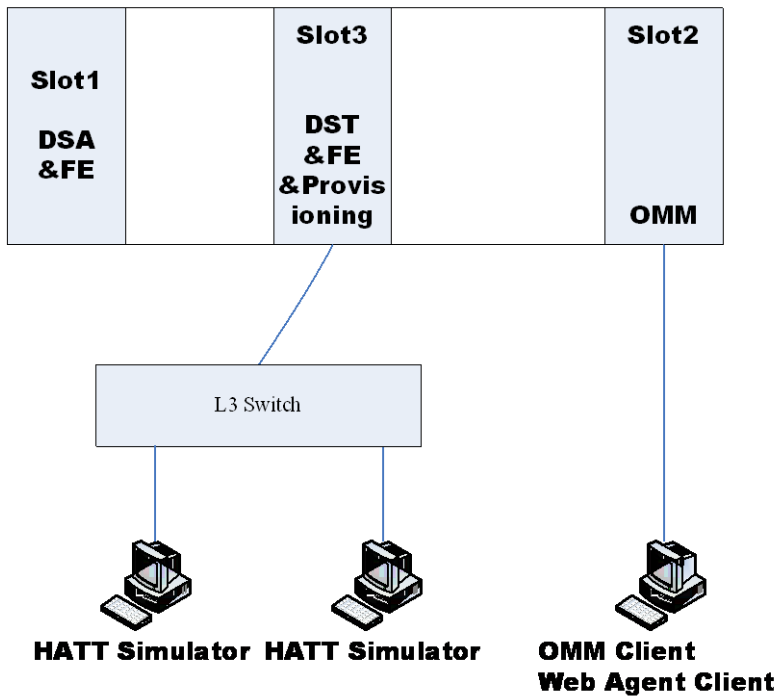 Slot1
DSA
&FE
Slot3
DST
&FE
&Provis
ioning
Slot2
OMM
L3 Switch
HATT Simulator
HATT Simulator
OMM Client
Web Agent Client